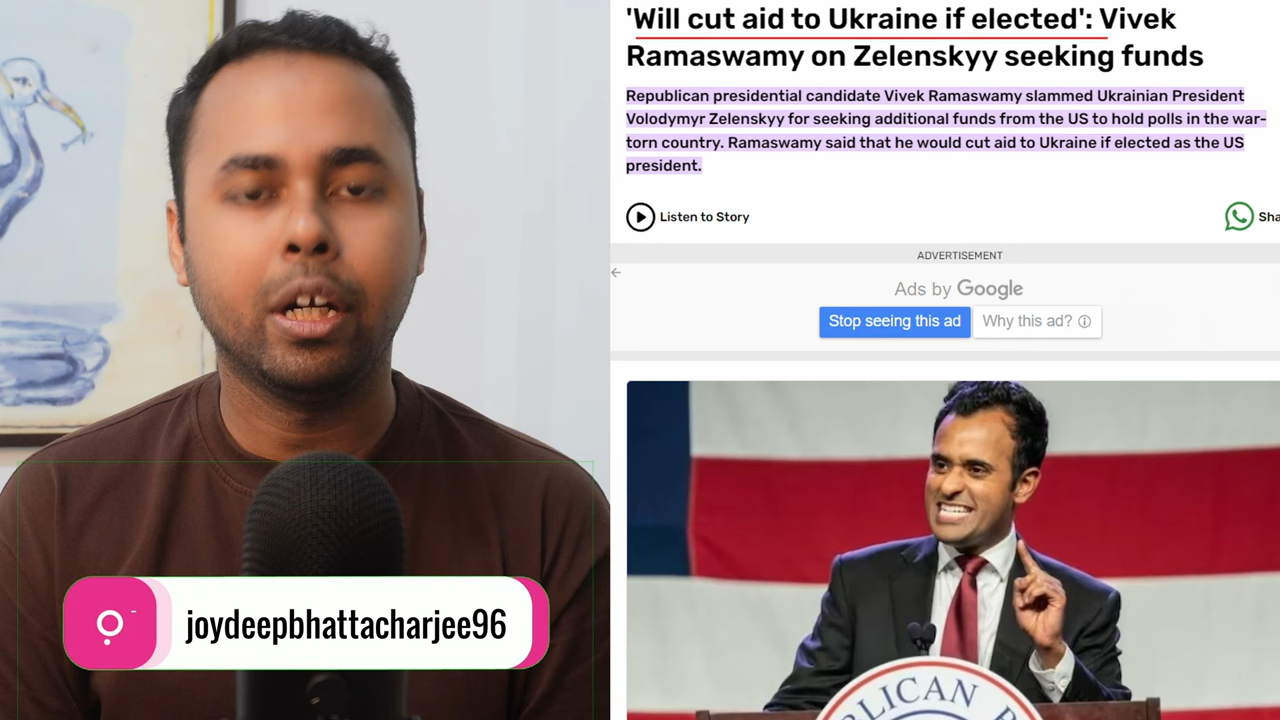 'Will cut aid to Ukraine if elected': Vivek
Ramaswamy on Zelenskyy seeking funds
Republican presidential candidate Vivek Ramaswamy slammed Ukrainian President
Volodymyr Zelenskyy for seeking additional funds from the US to hold polls in the war-
torn country. Ramaswamy said that he would cut aid to Ukraine if elected as the US
president.
Listen to Story
Sha
ADVERTISEMENT
Ads by Google
Stop seeing this ad
Why this ad?
BLICAN P
joydeepbhattacharjee96